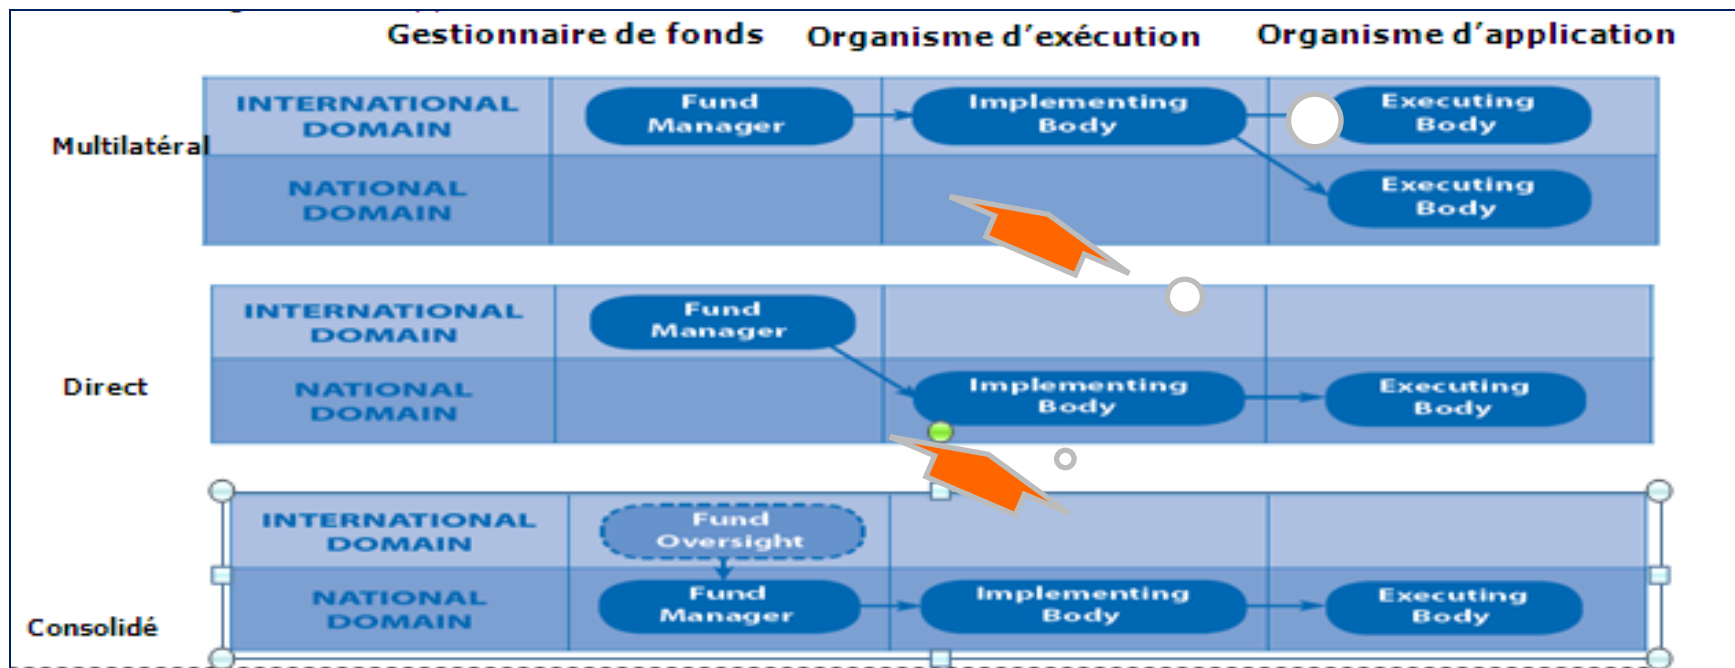 Gestionnaire de fonds Organisme d'exécution Organisme d'application
Multilatéral
INTERNATIONAL
DOMAIN
Fund
Manager
Implementing
Body
Executing
Body
NATIONAL
DOMAIN
Executing
Body
Direct
INTERNATIONAL
DOMAIN
Fund
Manager
NATIONAL
DOMAIN
Implementing
Body
Executing
Body
Consolidé
INTERNATIONAL
DOMAIN
Fund
Oversight
NATIONAL
DOMAIN
Fund
Manager
Implementing
Body
Executing
Body